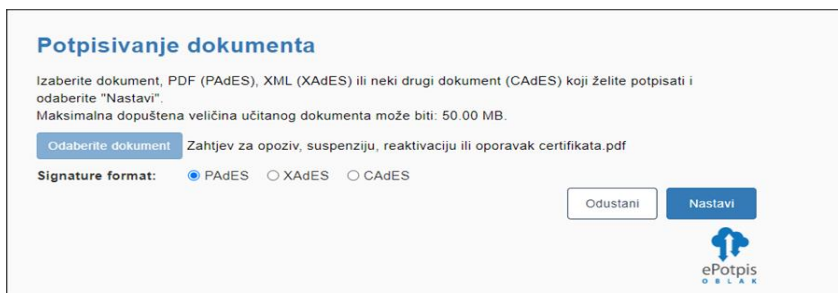 Potpisivanje dokumenta
Izaberite dokument, PDF (PAdES), XML (XAdES) ili neki drugi dokument (CAdES) koji želite potpisati i
odaberite "Nastavi".
Maksimalna dopuštena veličina učitanog dokumenta može biti: 50.00 MB.
Odaberite dokument Zahtjev za opoziv, suspenziju, reaktivaciju ili oporavak certifikata.pdf
Signature format: PAdES XAdES CAdES
Odustani Nastavi
ePotpis
OBLAK